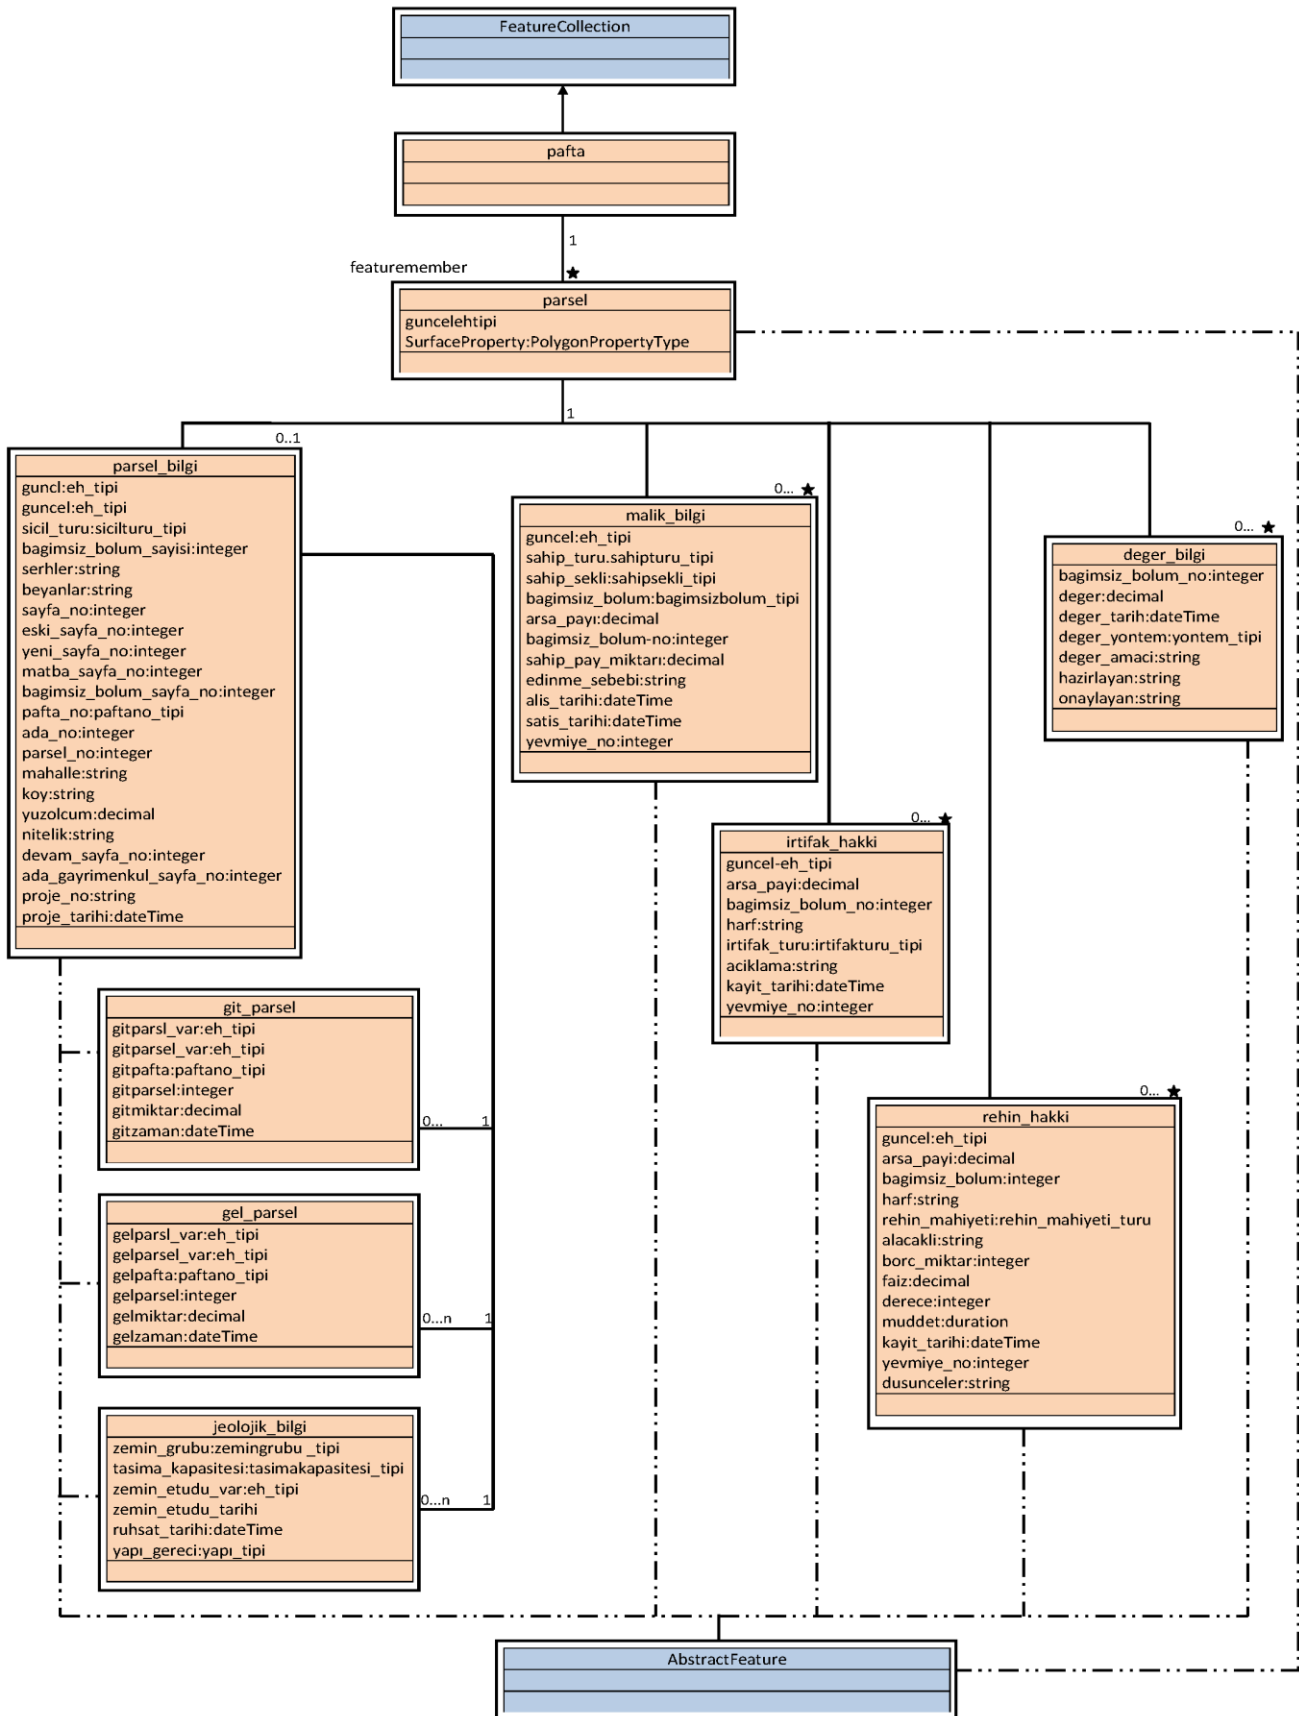 FeatureCollection
pafta
1
featuremember
★
parsel
guncelehtipi
SurfaceProperty:PolygonPropertyType
1
0..1
parsel_bilgi
guncl:eh_tipi
guncel:eh_tipi
sicil_turu:sicilturu_tipi
bagimsiz_bolum_sayisi:integer
serhler:string
beyanlar:string
sayfa_no:integer
eski_sayfa_no:integer
yeni_sayfa_no:integer
matba_sayfa_no:integer
bagimsiz_bolum_sayfa_no:integer
pafta_no:paftano_tipi
ada_no:integer
parsel_no:integer
mahalle:string
koy:string
yuzolcum:decimal
nitelik:string
devam_sayfa_no:integer
ada_gayrimenkul_sayfa_no:integer
proje_no:string
proje_tarihi:dateTime
0... ★
malik_bilgi
guncel:eh_tipi
sahip_turu.sahipturu_tipi
sahip_sekli:sahipsekli_tipi
bagimsiız_bolum:bagimsizbolum_tipi
arsa_payı:decimal
bagimsiz_bolum-no:integer
sahip_pay_miktarı:decimal
edinme_sebebi:string
alis_tarihi:dateTime
satis_tarihi:dateTime
yevmiye_no:integer
0... ★
deger_bilgi
bagimsiz_bolum_no:integer
deger:decimal
deger_tarih:dateTime
deger_yontem:yontem_tipi
deger_amaci:string
hazirlayan:string
onaylayan:string
0... ★
irtifak_hakki
guncel-eh_tipi
arsa_payi:decimal
bagimsiz_bolum_no:integer
harf:string
irtifak_turu:irtifakturu_tipi
aciklama:string
kayit_tarihi:dateTime
yevmiye_no:integer
0... ★
rehin_hakki
guncel:eh_tipi
arsa_payi:decimal
bagimsiz_bolum:integer
harf:string
rehin_mahiyeti:rehin_mahiyeti_turu
alacakli:string
borc_miktar:integer
faiz:decimal
derece:integer
muddet:duration
kayit_tarihi:dateTime
yevmiye_no:integer
dusunceler:string
git_parsel
gitparsl_var:eh_tipi
gitparsel_var:eh_tipi
gitpafta:paftano_tipi
gitparsel:integer
gitmiktar:decimal
gitzaman:dateTime
0... 1
gel_parsel
gelparsl_var:eh_tipi
gelparsel_var:eh_tipi
gelpafta:paftano_tipi
gelparsel:integer
gelmiktar:decimal
gelzaman:dateTime
0...n 1
jeolojik_bilgi
zemin_grubu:zemingrubu _tipi
tasima_kapasitesi:tasimakapasitesi_tipi
zemin_etudu_var:eh_tipi
zemin_etudu_tarihi
ruhsat_tarihi:dateTime
yapı_gereci:yapı_tipi
0...n 1
AbstractFeature